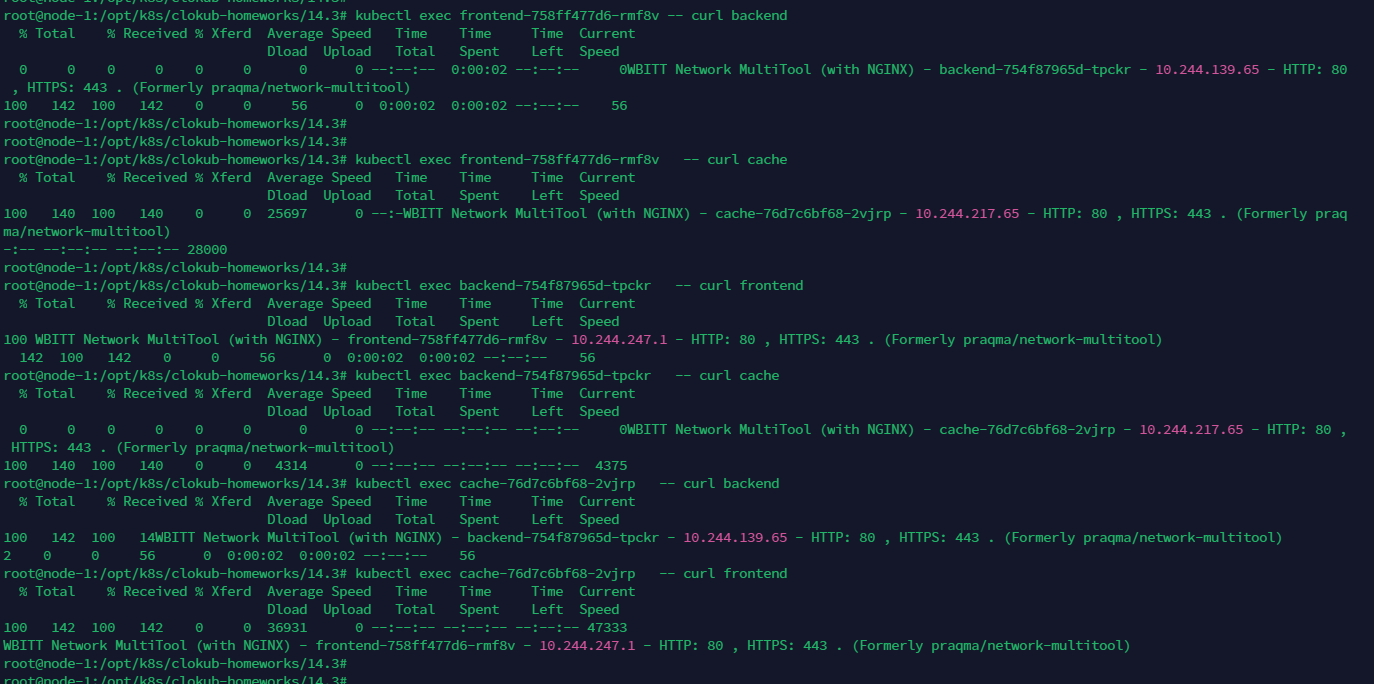 root@node-1:/opt/k8s/clokub-homeworks/14.3#
root@node-1:/opt/k8s/clokub-homeworks/14.3# kubectl exec frontend-758ff477d6-rmf8v -- curl backend
  % Total    % Received % Xferd  Average Speed   Time    Time     Time  Current
                                 Dload  Upload   Total   Spent    Left  Speed
  0     0    0     0    0     0      0      0 --:--:--  0:00:02 --:--:--     0WBITT Network MultiTool (with NGINX) - backend-754f87965d-tpckr - 10.244.139.65 - HTTP: 80
 , HTTPS: 443 . (Formerly praqma/network-multitool)
100   142  100   142    0     0     56      0  0:00:02  0:00:02 --:--:--    56
root@node-1:/opt/k8s/clokub-homeworks/14.3#
root@node-1:/opt/k8s/clokub-homeworks/14.3#
root@node-1:/opt/k8s/clokub-homeworks/14.3# kubectl exec frontend-758ff477d6-rmf8v   -- curl cache
  % Total    % Received % Xferd  Average Speed   Time    Time     Time  Current
                                 Dload  Upload   Total   Spent    Left  Speed
100   140  100   140    0     0  25697      0 --:-WBITT Network MultiTool (with NGINX) - cache-76d7c6bf68-2vjrp - 10.244.217.65 - HTTP: 80 , HTTPS: 443 . (Formerly praq
ma/network-multitool)
-:-- --:--:-- --:--:-- 28000
root@node-1:/opt/k8s/clokub-homeworks/14.3#
root@node-1:/opt/k8s/clokub-homeworks/14.3# kubectl exec backend-754f87965d-tpckr   -- curl frontend
  % Total    % Received % Xferd  Average Speed   Time    Time     Time  Current
                                 Dload  Upload   Total   Spent    Left  Speed
100 WBITT Network MultiTool (with NGINX) - frontend-758ff477d6-rmf8v - 10.244.247.1 - HTTP: 80 , HTTPS: 443 . (Formerly praqma/network-multitool)
  142  100   142    0     0     56      0  0:00:02  0:00:02 --:--:--    56
root@node-1:/opt/k8s/clokub-homeworks/14.3# kubectl exec backend-754f87965d-tpckr   -- curl cache
  % Total    % Received % Xferd  Average Speed   Time    Time     Time  Current
                                 Dload  Upload   Total   Spent    Left  Speed
  0     0    0     0    0     0      0      0 --:--:-- --:--:-- --:--:--     0WBITT Network MultiTool (with NGINX) - cache-76d7c6bf68-2vjrp - 10.244.217.65 - HTTP: 80 ,
 HTTPS: 443 . (Formerly praqma/network-multitool)
100   140  100   140    0     0   4314      0 --:--:-- --:--:-- --:--:--  4375
root@node-1:/opt/k8s/clokub-homeworks/14.3# kubectl exec cache-76d7c6bf68-2vjrp   -- curl backend
  % Total    % Received % Xferd  Average Speed   Time    Time     Time  Current
                                 Dload  Upload   Total   Spent    Left  Speed
100   142  100   14WBITT Network MultiTool (with NGINX) - backend-754f87965d-tpckr - 10.244.139.65 - HTTP: 80 , HTTPS: 443 . (Formerly praqma/network-multitool)
2    0     0     56      0  0:00:02  0:00:02 --:--:--    56
root@node-1:/opt/k8s/clokub-homeworks/14.3# kubectl exec cache-76d7c6bf68-2vjrp   -- curl frontend
  % Total    % Received % Xferd  Average Speed   Time    Time     Time  Current
                                 Dload  Upload   Total   Spent    Left  Speed
100   142  100   142    0     0  36931      0 --:--:-- --:--:-- --:--:-- 47333
WBITT Network MultiTool (with NGINX) - frontend-758ff477d6-rmf8v - 10.244.247.1 - HTTP: 80 , HTTPS: 443 . (Formerly praqma/network-multitool)
root@node-1:/opt/k8s/clokub-homeworks/14.3#
root@node-1:/opt/k8s/clokub-homeworks/14.3#